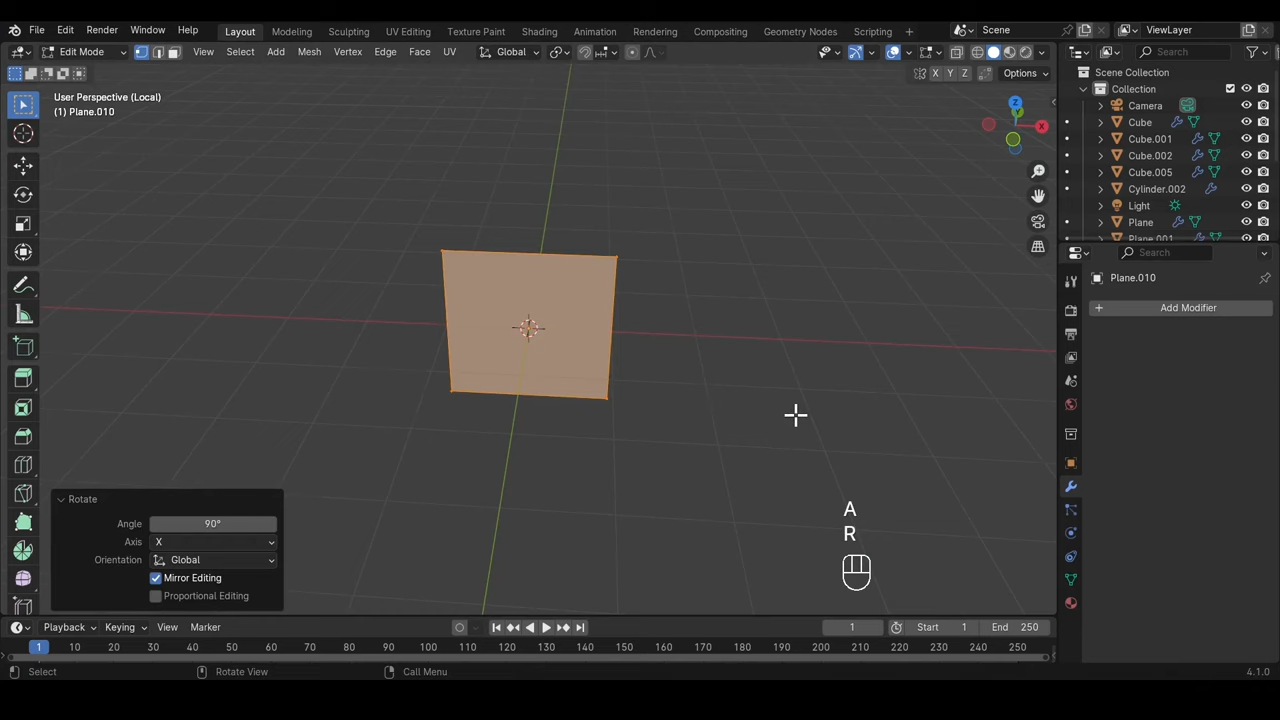 File Edit Render Window Help Layout Modeling Sculpting UV Editing Texture Paint Shading Animation Rendering Compositing Geometry Nodes Scripting + Scene ViewLayer
Edit Mode View Select Add Mesh Vertex Edge Face UV Global Search
X Y Z Options
User Perspective (Local)
(1) Plane.010
Scene Collection
Collection
Camera
Cube
Cube.001
Cube.002
Cube.005
Cylinder.002
Light
Plane
Plane.001
Z
Y
X
Search
Plane.010
+ Add Modifier
Rotate
Angle 90°
Axis X
Orientation Global
Mirror Editing
Proportional Editing
A
R
Playback Keying View Marker 1 Start 1 End 250
1 10 20 30 40 50 60 70 80 90 100 110 120 130 140 150 160 170 180 190 200 210 220 230 240 250
Select Rotate View Call Menu 4.1.0